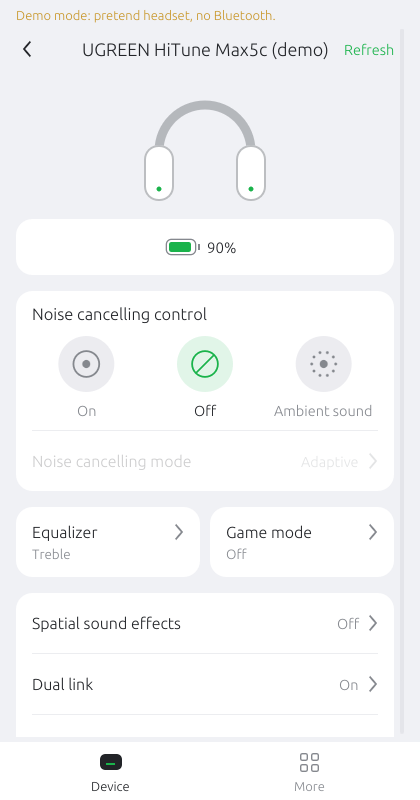 Demo mode: pretend headset, no Bluetooth.
UGREEN HiTune Max5c (demo) Refresh
90%
Noise cancelling control
On Off Ambient sound
Noise cancelling mode Adaptive
Equalizer
Treble
Game mode
Off
Spatial sound effects Off
Dual link On
Device More